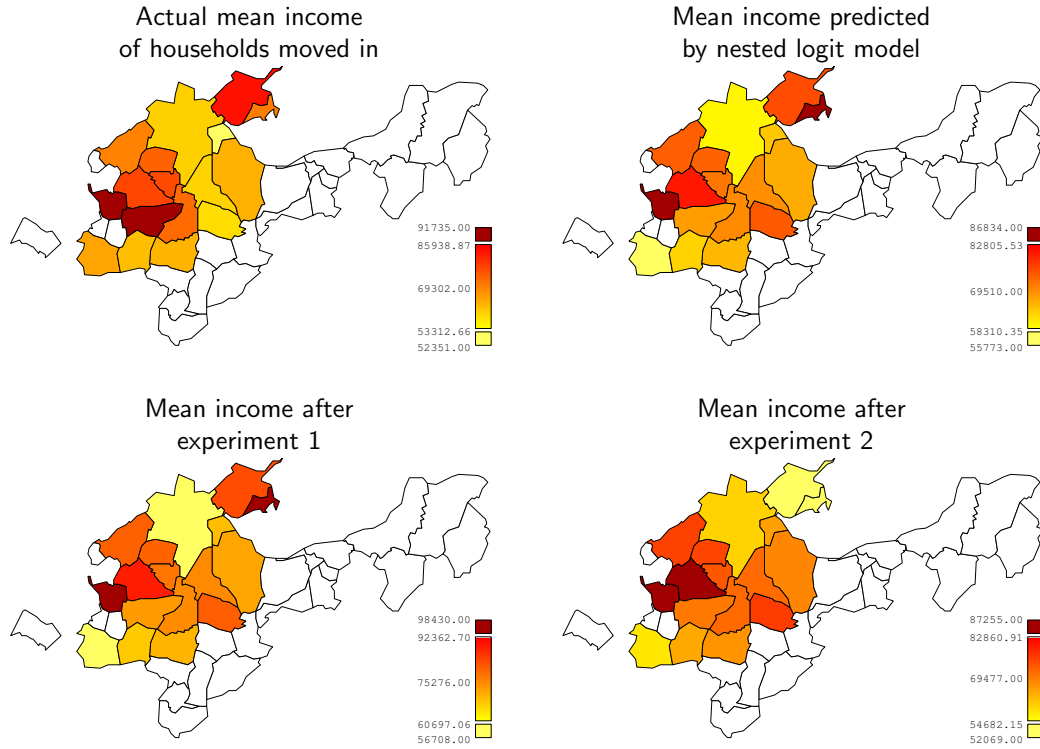 Actual mean income
of households moved in
91735.00
85938.87
69302.00
53312.66
52351.00
Mean income predicted
by nested logit model
86834.00
82805.53
69510.00
58310.35
55773.00
Mean income after
experiment 1
98430.00
92362.70
75276.00
60697.06
56708.00
Mean income after
experiment 2
87255.00
82860.91
69477.00
54682.15
52069.00